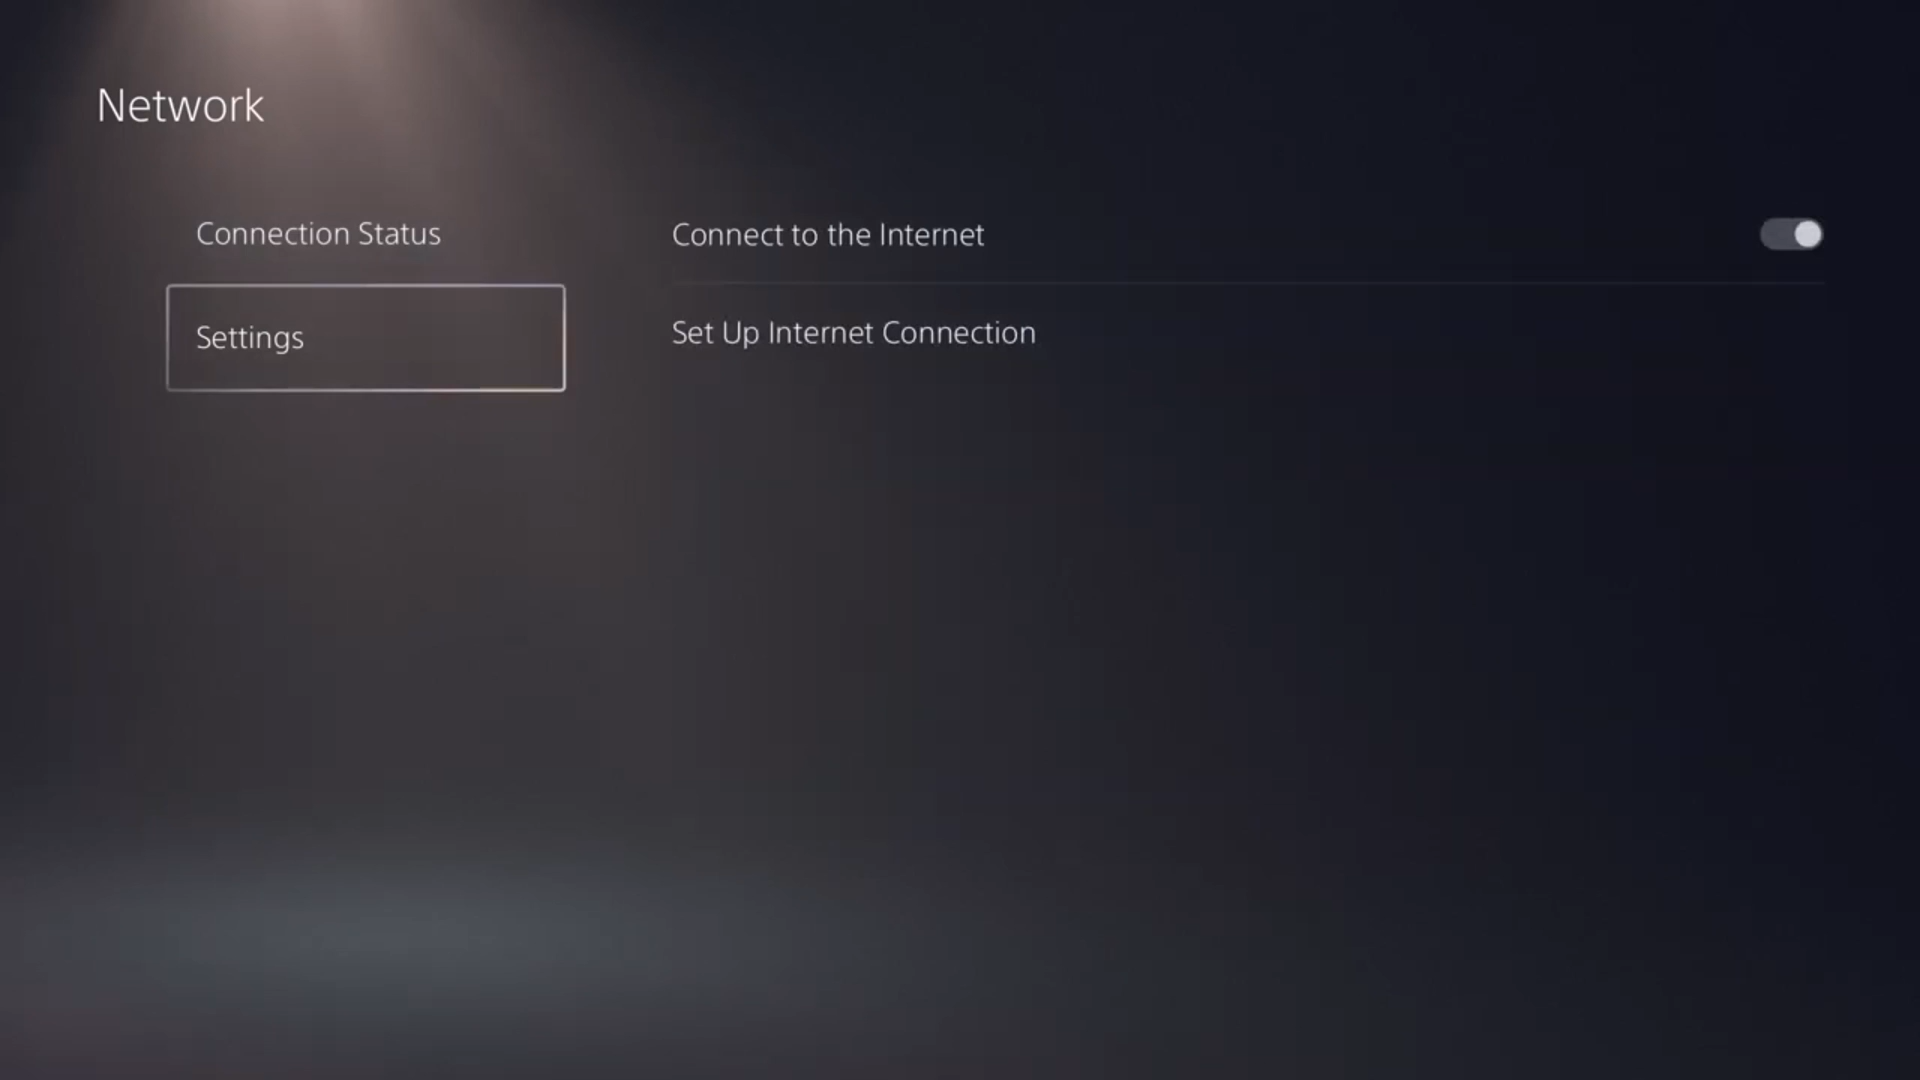 Network
Connection Status
Settings
Connect to the Internet
Set Up Internet Connection